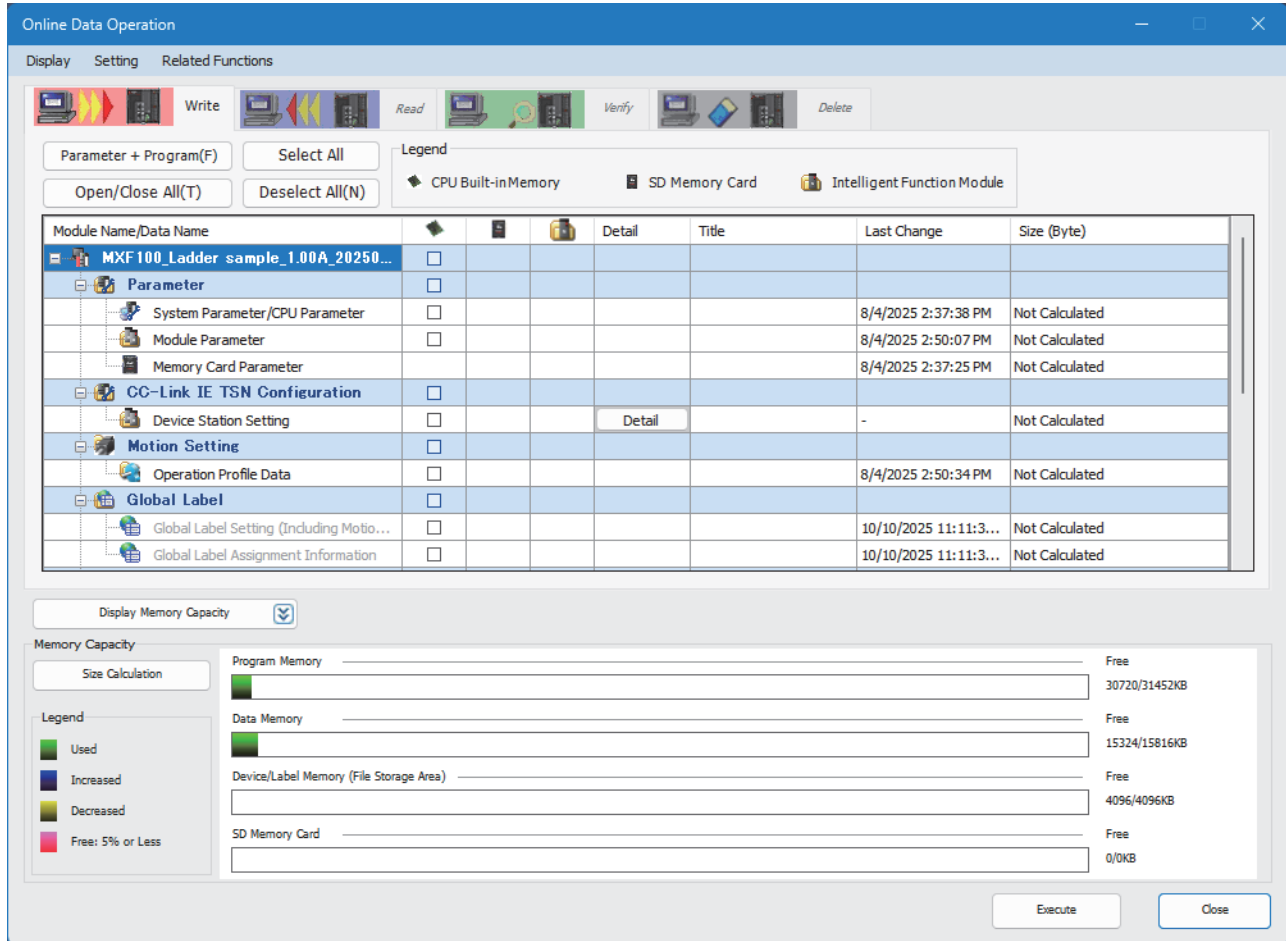 Online Data Operation
Display Setting Related Functions
Write Read Verify Delete
Parameter + Program(F) Select All Legend
Open/Close All(T) Deselect All(N) CPU Built-in Memory SD Memory Card Intelligent Function Module
Module Name/Data Name Detail Title Last Change Size (Byte)
MXF100_Ladder sample_1.00A_20250...
Parameter
System Parameter/CPU Parameter 8/4/2025 2:37:38 PM Not Calculated
Module Parameter 8/4/2025 2:50:07 PM Not Calculated
Memory Card Parameter 8/4/2025 2:37:25 PM Not Calculated
CC-Link IE TSN Configuration
Device Station Setting Detail - Not Calculated
Motion Setting
Operation Profile Data 8/4/2025 2:50:34 PM Not Calculated
Global Label
Global Label Setting (Including Motio... 10/10/2025 11:11:3... Not Calculated
Global Label Assignment Information 10/10/2025 11:11:3... Not Calculated
Display Memory Capacity
Memory Capacity
Size Calculation
Legend
Used
Increased
Decreased
Free: 5% or Less
Program Memory Free
30720/31452KB
Data Memory Free
15324/15816KB
Device/Label Memory (File Storage Area) Free
4096/4096KB
SD Memory Card Free
0/0KB
Execute Close